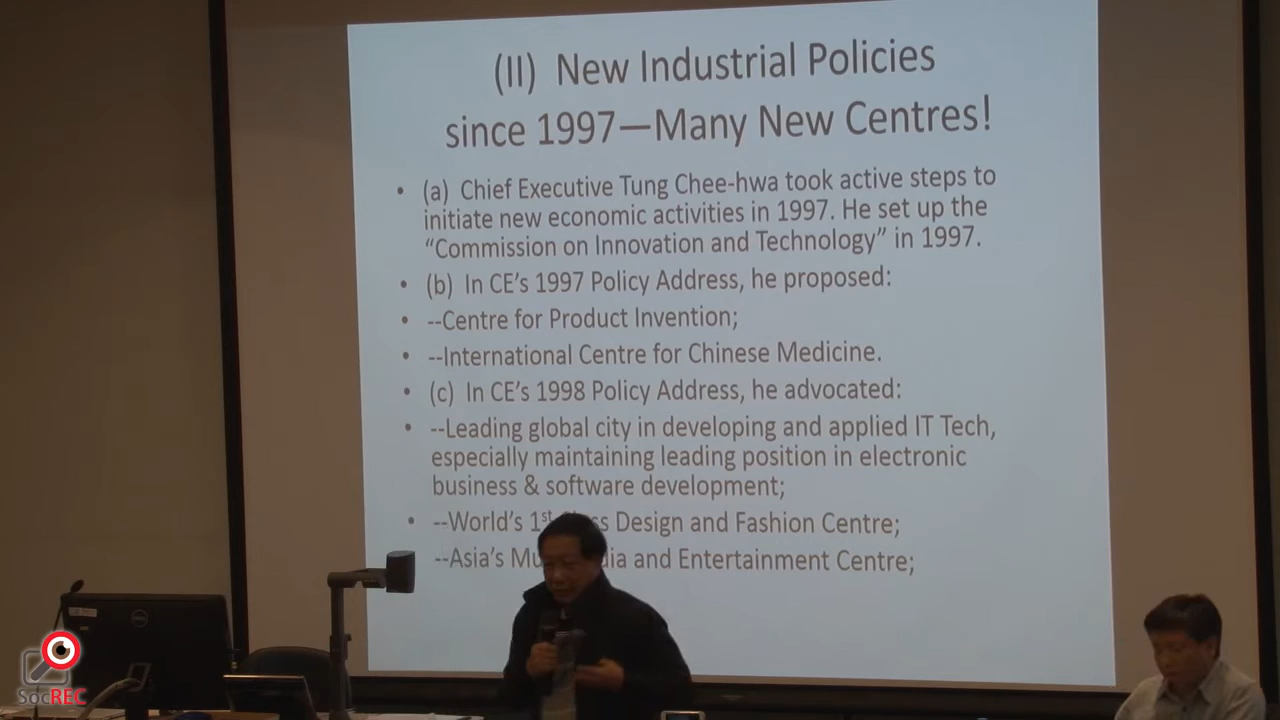 (II) New Industrial Policies
since 1997—Many New Centres!
• (a) Chief Executive Tung Chee-hwa took active steps to
initiate new economic activities in 1997. He set up the
“Commission on Innovation and Technology” in 1997.
• (b) In CE’s 1997 Policy Address, he proposed:
• --Centre for Product Invention;
• --International Centre for Chinese Medicine.
• (c) In CE’s 1998 Policy Address, he advocated:
• --Leading global city in developing and applied IT Tech,
especially maintaining leading position in electronic
business & software development;
• --World’s 1st Design and Fashion Centre;
--Asia’s and Entertainment Centre;
DELL
SocREC